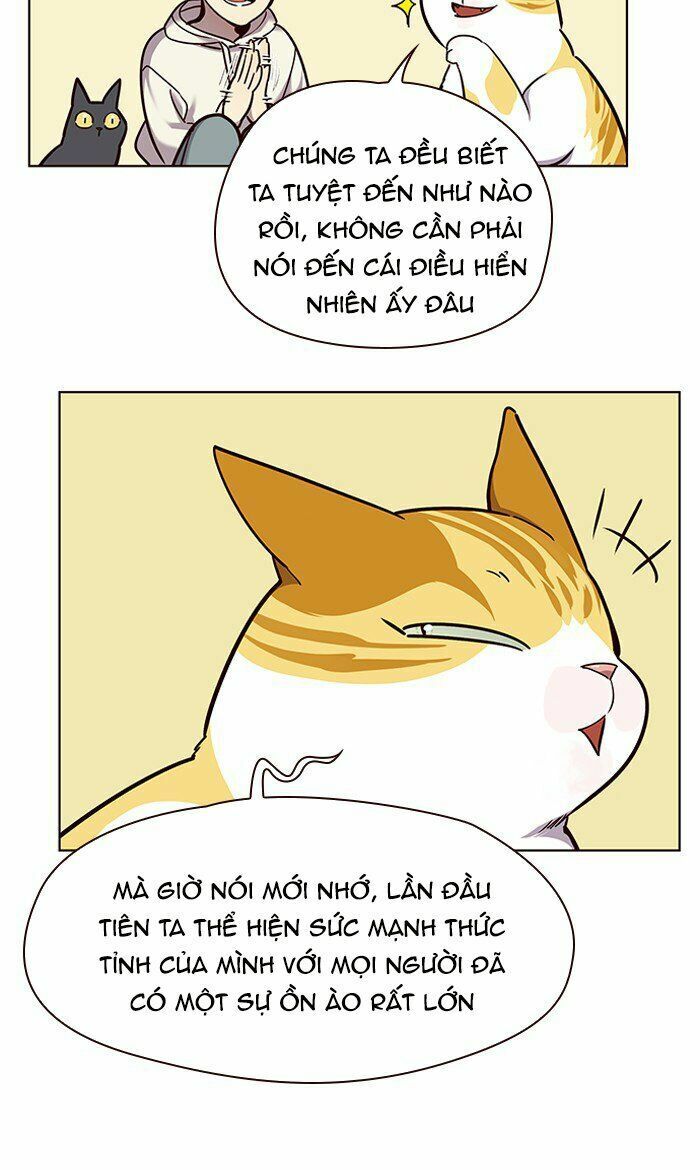 CHÚNG TA ĐỀU BIẾT
TA TUYỆT ĐẾN NHƯ NÀO
RỒI, KHÔNG CẦN PHẢI
NÓI ĐẾN CÁI ĐIỀU HIỂN
NHIÊN ẤY ĐÂU
MÀ GIỜ NÓI MỚI NHỚ, LẦN ĐẦU
TIÊN TA THỂ HIỆN SỨC MẠNH THỨC
TỈNH CỦA MÌNH VỚI MỌI NGƯỜI ĐÃ
CÓ MỘT SỰ ỒN ÀO RẤT LỚN